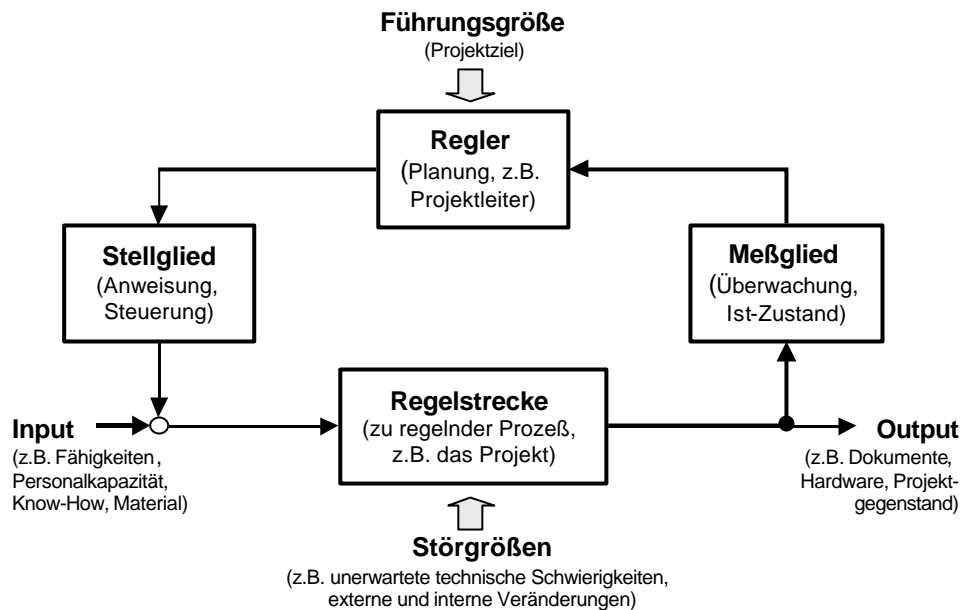 Führungsgröße
(Projektziel)
Regler
(Planung, z.B.
Projektleiter)
Stellglied
(Anweisung,
Steuerung)
Meßglied
(Überwachung,
Ist-Zustand)
Input
(z.B. Fähigkeiten,
Personalkapazität,
Know-How, Material)
Regelstrecke
(zu regelnder Prozeß,
z.B. das Projekt)
Output
(z.B. Dokumente,
Hardware, Projekt-
gegenstand)
Störgrößen
(z.B. unerwartete technische Schwierigkeiten,
externe und interne Veränderungen)